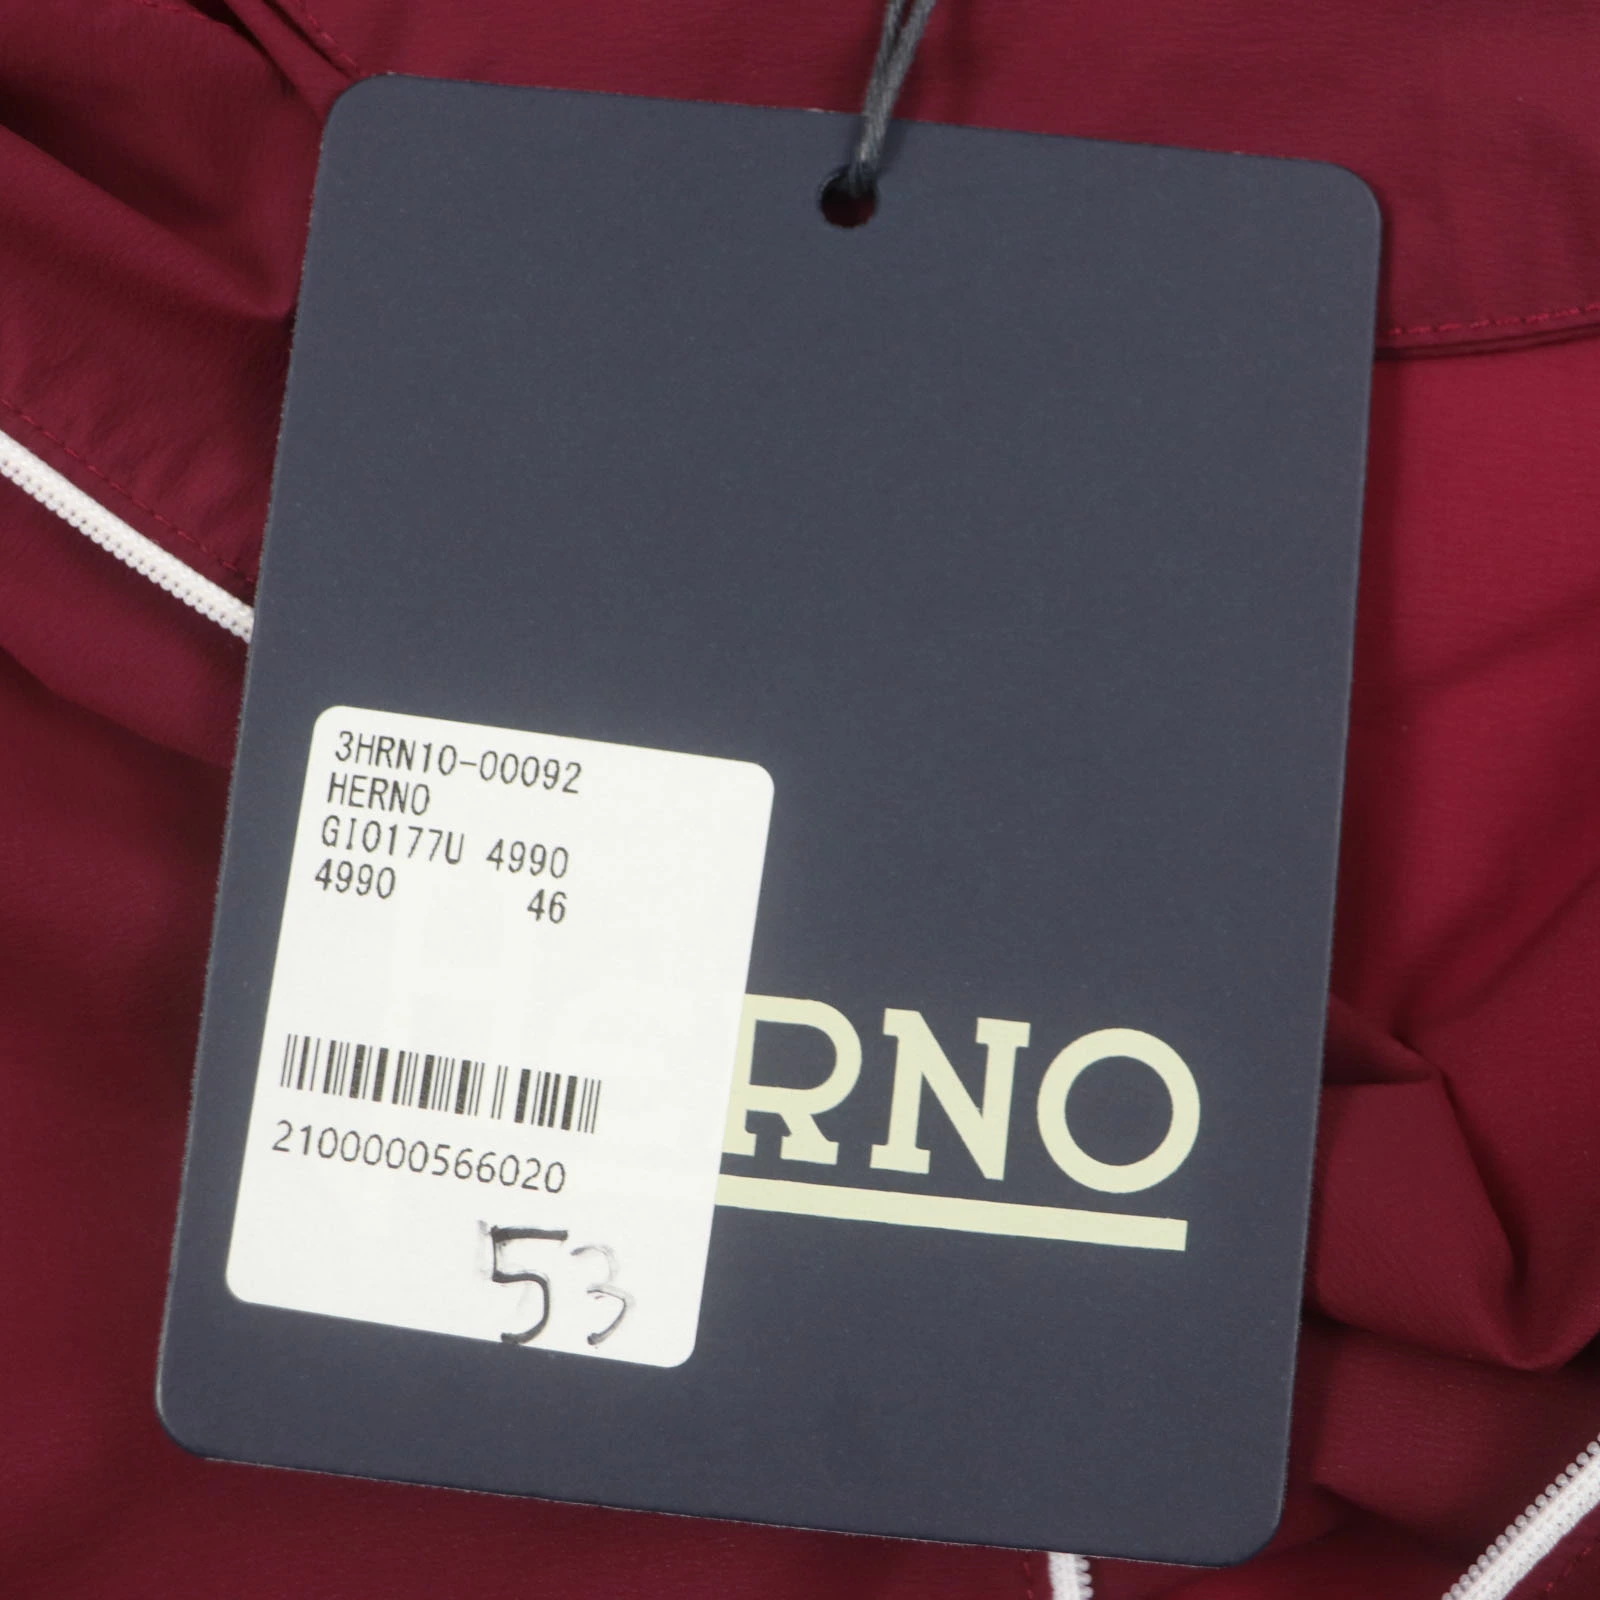 3HRN10-00092
HERNO
GI0177U 4990
4990 46
RNO
2100000566020
53